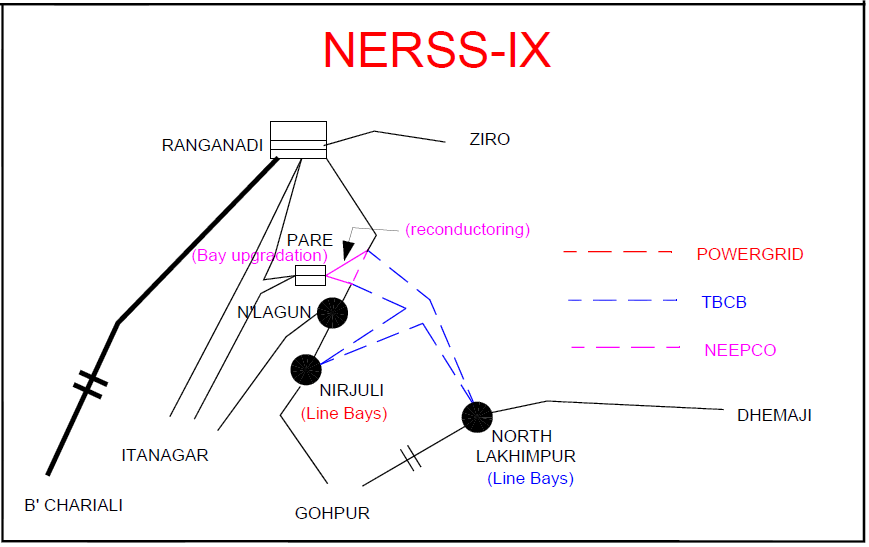 NERSS-IX
RANGANADI
ZIRO
PARE
(reconductoring)
(Bay upgradation)
POWERGRID
TBCB
N'LAGUN
NEEPCO
NIRJULI
(Line Bays)
DHEMAJI
NORTH
LAKHIMPUR
(Line Bays)
ITANAGAR
B' CHARIALI
GOHPUR